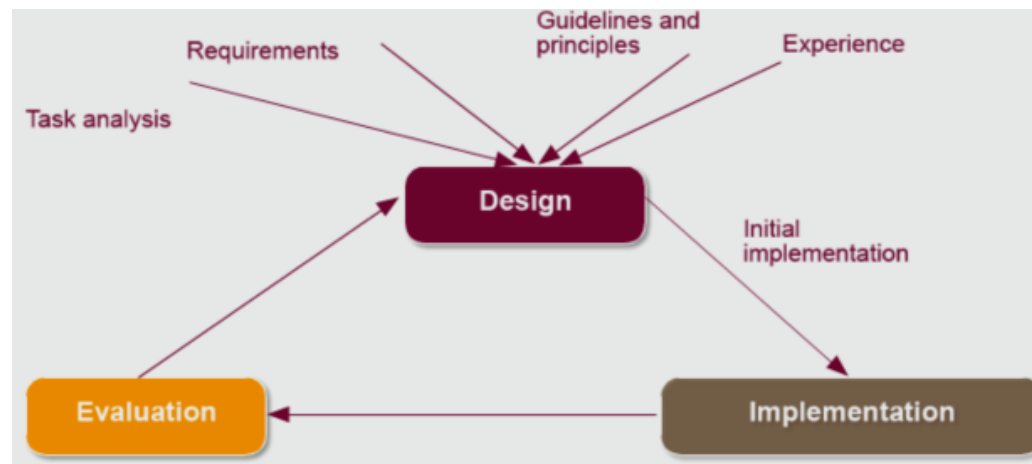 Guidelines and
principles
Requirements
Experience
Task analysis
Design
Initial
implementation
Evaluation
Implementation